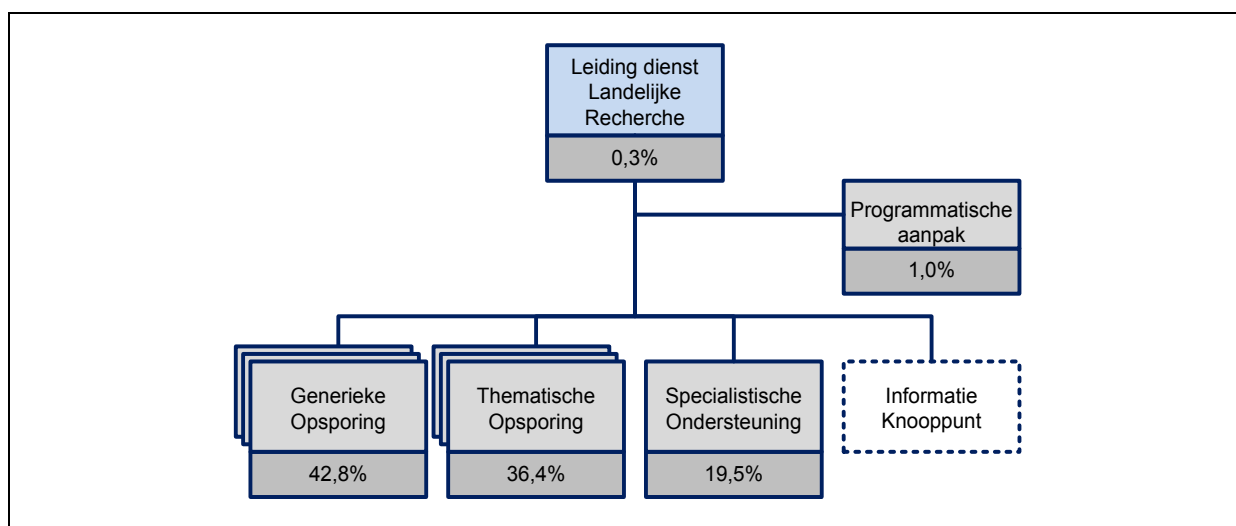 Leiding dienst
Landelijke
Recherche
0,3%
Programmatische
aanpak
1,0%
Generieke
Opsporing
42,8%
Thematische
Opsporing
36,4%
Specialistische
Ondersteuning
19,5%
Informatie
Knooppunt